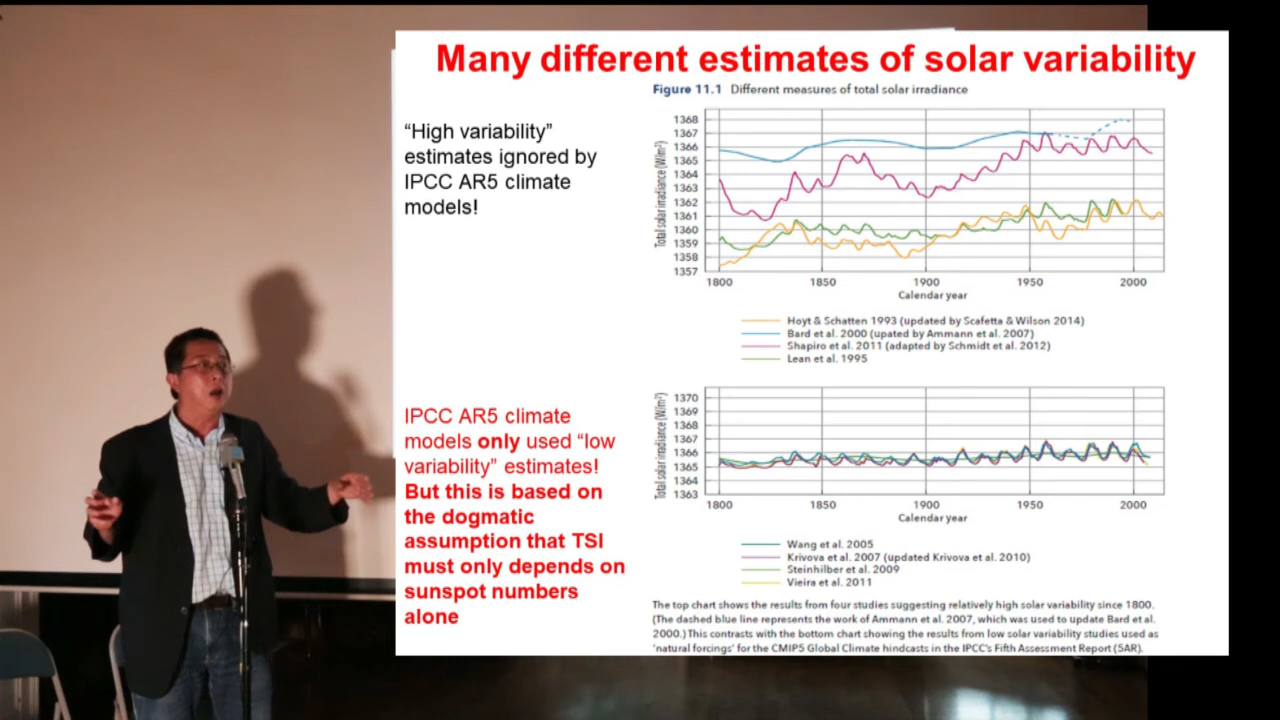 Many different estimates of solar variability
Figure 11.1 Different measures of total solar irradiance
“High variability”
estimates ignored by
IPCC AR5 climate
models!
Total solar irradiance (W/m²)
1368
1367
1366
1365
1364
1363
1362
1361
1360
1359
1358
1357
1800 1850 1900 1950 2000
Calendar year
Hoyt & Schatten 1993 (updated by Scafetta & Wilson 2014)
Bard et al. 2000 (upated by Ammann et al. 2007)
Shapiro et al. 2011 (adapted by Schmidt et al. 2012)
Lean et al. 1995
IPCC AR5 climate
models only used “low
variability” estimates!
But this is based on
the dogmatic
assumption that TSI
must only depends on
sunspot numbers
alone
Total solar irradiance (W/m²)
1370
1369
1368
1367
1366
1365
1364
1363
1800 1850 1900 1950 2000
Calendar year
Wang et al. 2005
Krivova et al. 2007 (updated Krivova et al. 2010)
Steinhilber et al. 2009
Vieira et al. 2011
The top chart shows the results from four studies suggesting relatively high solar variability since 1800.
(The dashed blue line represents the work of Ammann et al. 2007, which was used to update Bard et al.
2000.) This contrasts with the bottom chart showing the results from low solar variability studies used as
‘natural forcings’ for the CMIP5 Global Climate hindcasts in the IPCC’s Fifth Assessment Report (5AR).